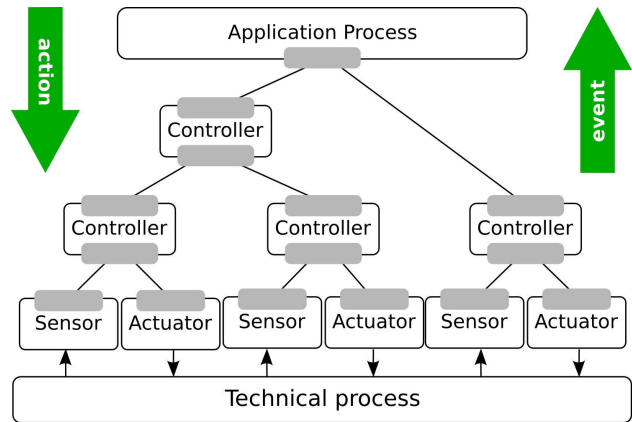 action
Application Process
event
Controller
Controller
Controller
Controller
Sensor
Actuator
Sensor
Actuator
Sensor
Actuator
Technical process